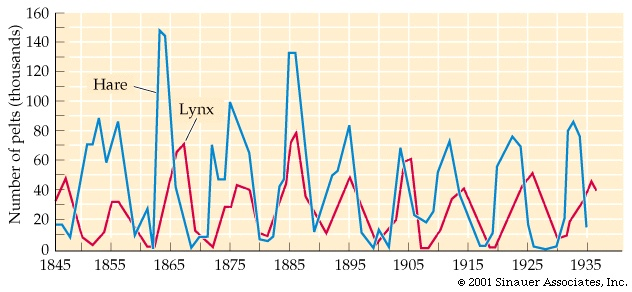 Number of pelts (thousands)
160
140
120
100
80
60
40
20
0
Hare
Lynx
1845 1855 1865 1875 1885 1895 1905 1915 1925 1935
© 2001 Sinauer Associates, Inc.